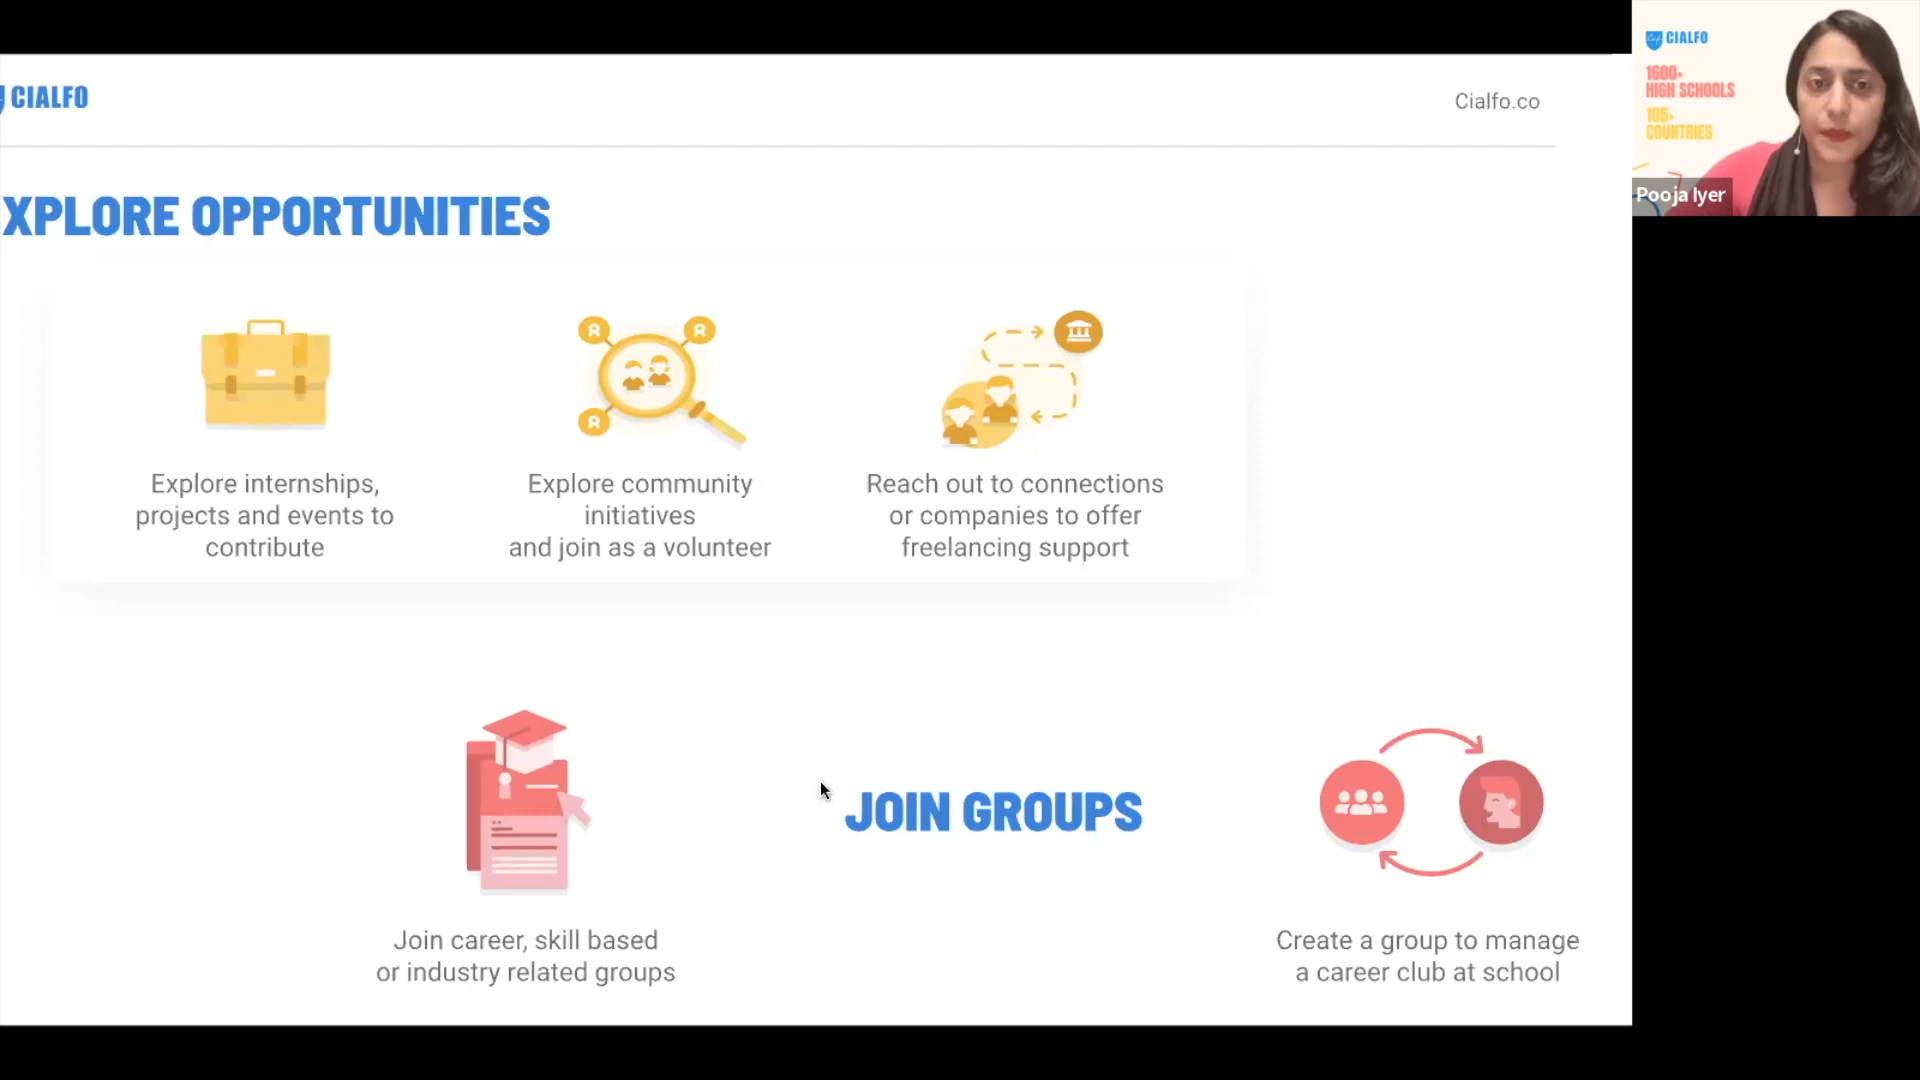 CIALFO
Cialfo.co
XPLORE OPPORTUNITIES
Explore internships,
projects and events to
contribute
Explore community
initiatives
and join as a volunteer
Reach out to connections
or companies to offer
freelancing support
Join career, skill based
or industry related groups
JOIN GROUPS
Create a group to manage
a career club at school
CIALFO
1600+
HIGH SCHOOLS
105+
COUNTRIES
Pooja Iyer